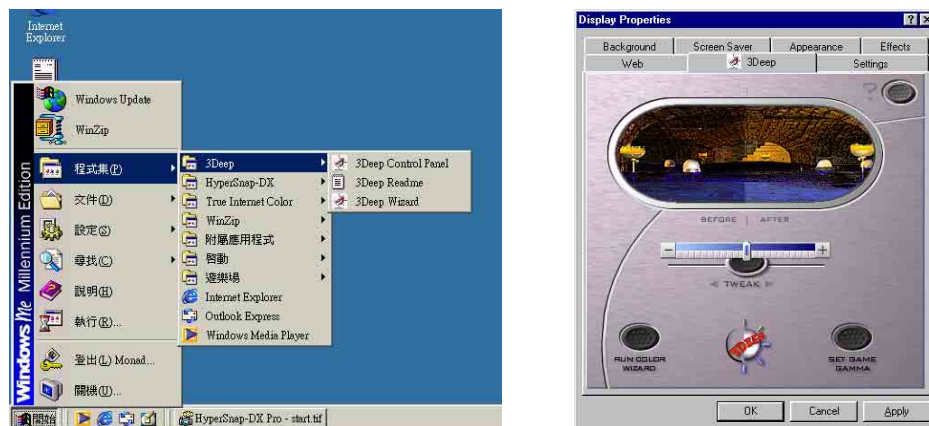 Internet
Explorer
Windows Update
WinZip
程式集(P)
文件(D)
設定(S)
尋找(C)
說明(H)
執行(R)...
登出(L) Monad...
關機(U)...
Windows Me Millennium Edition
3Deep
HyperSnap-DX
True Internet Color
WinZip
附屬應用程式
啟動
遊樂場
Internet Explorer
Outlook Express
Windows Media Player
3Deep Control Panel
3Deep Readme
3Deep Wizard
開始
HyperSnap-DX Pro - start.tif
Display Properties
Background
Screen Saver
Appearance
Effects
Web
3Deep
Settings
?
BEFORE | AFTER
− +
TWEAK
RUN COLOR
WIZARD
3DEEP
SET GAME
GAMMA
OK
Cancel
Apply